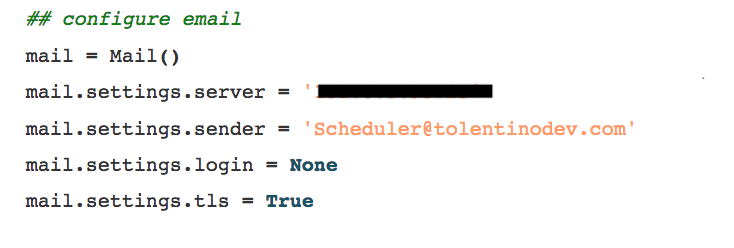 ## configure email
mail = Mail()
mail.settings.server = '
mail.settings.sender = 'Scheduler@tolentinodev.com'
mail.settings.login = None
mail.settings.tls = True